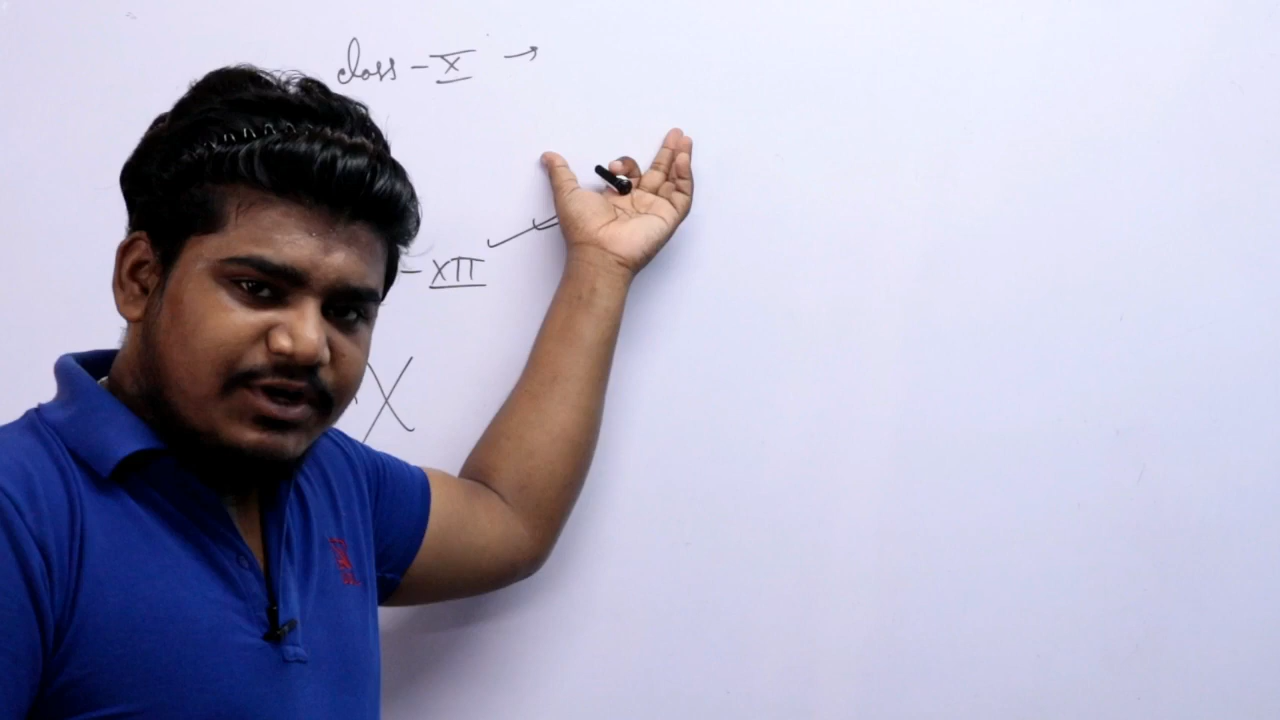 class - X →
- XII
X